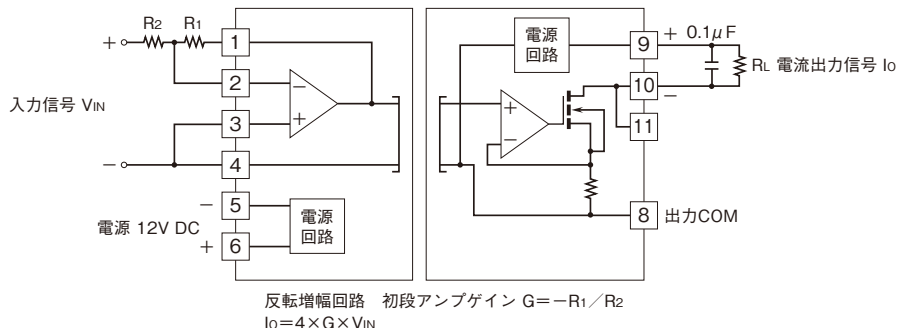 R2 R1
+
1
2
3
4
−
+
入力信号 VIN
−
電源 12V DC
−
+
5
6
電源
回路
電源
回路
+
−
9
10
11
8
+ 0.1μF
−
RL 電流出力信号 IO
出力COM
反転増幅回路 初段アンプゲイン G=−R1/R2
IO=4×G×VIN